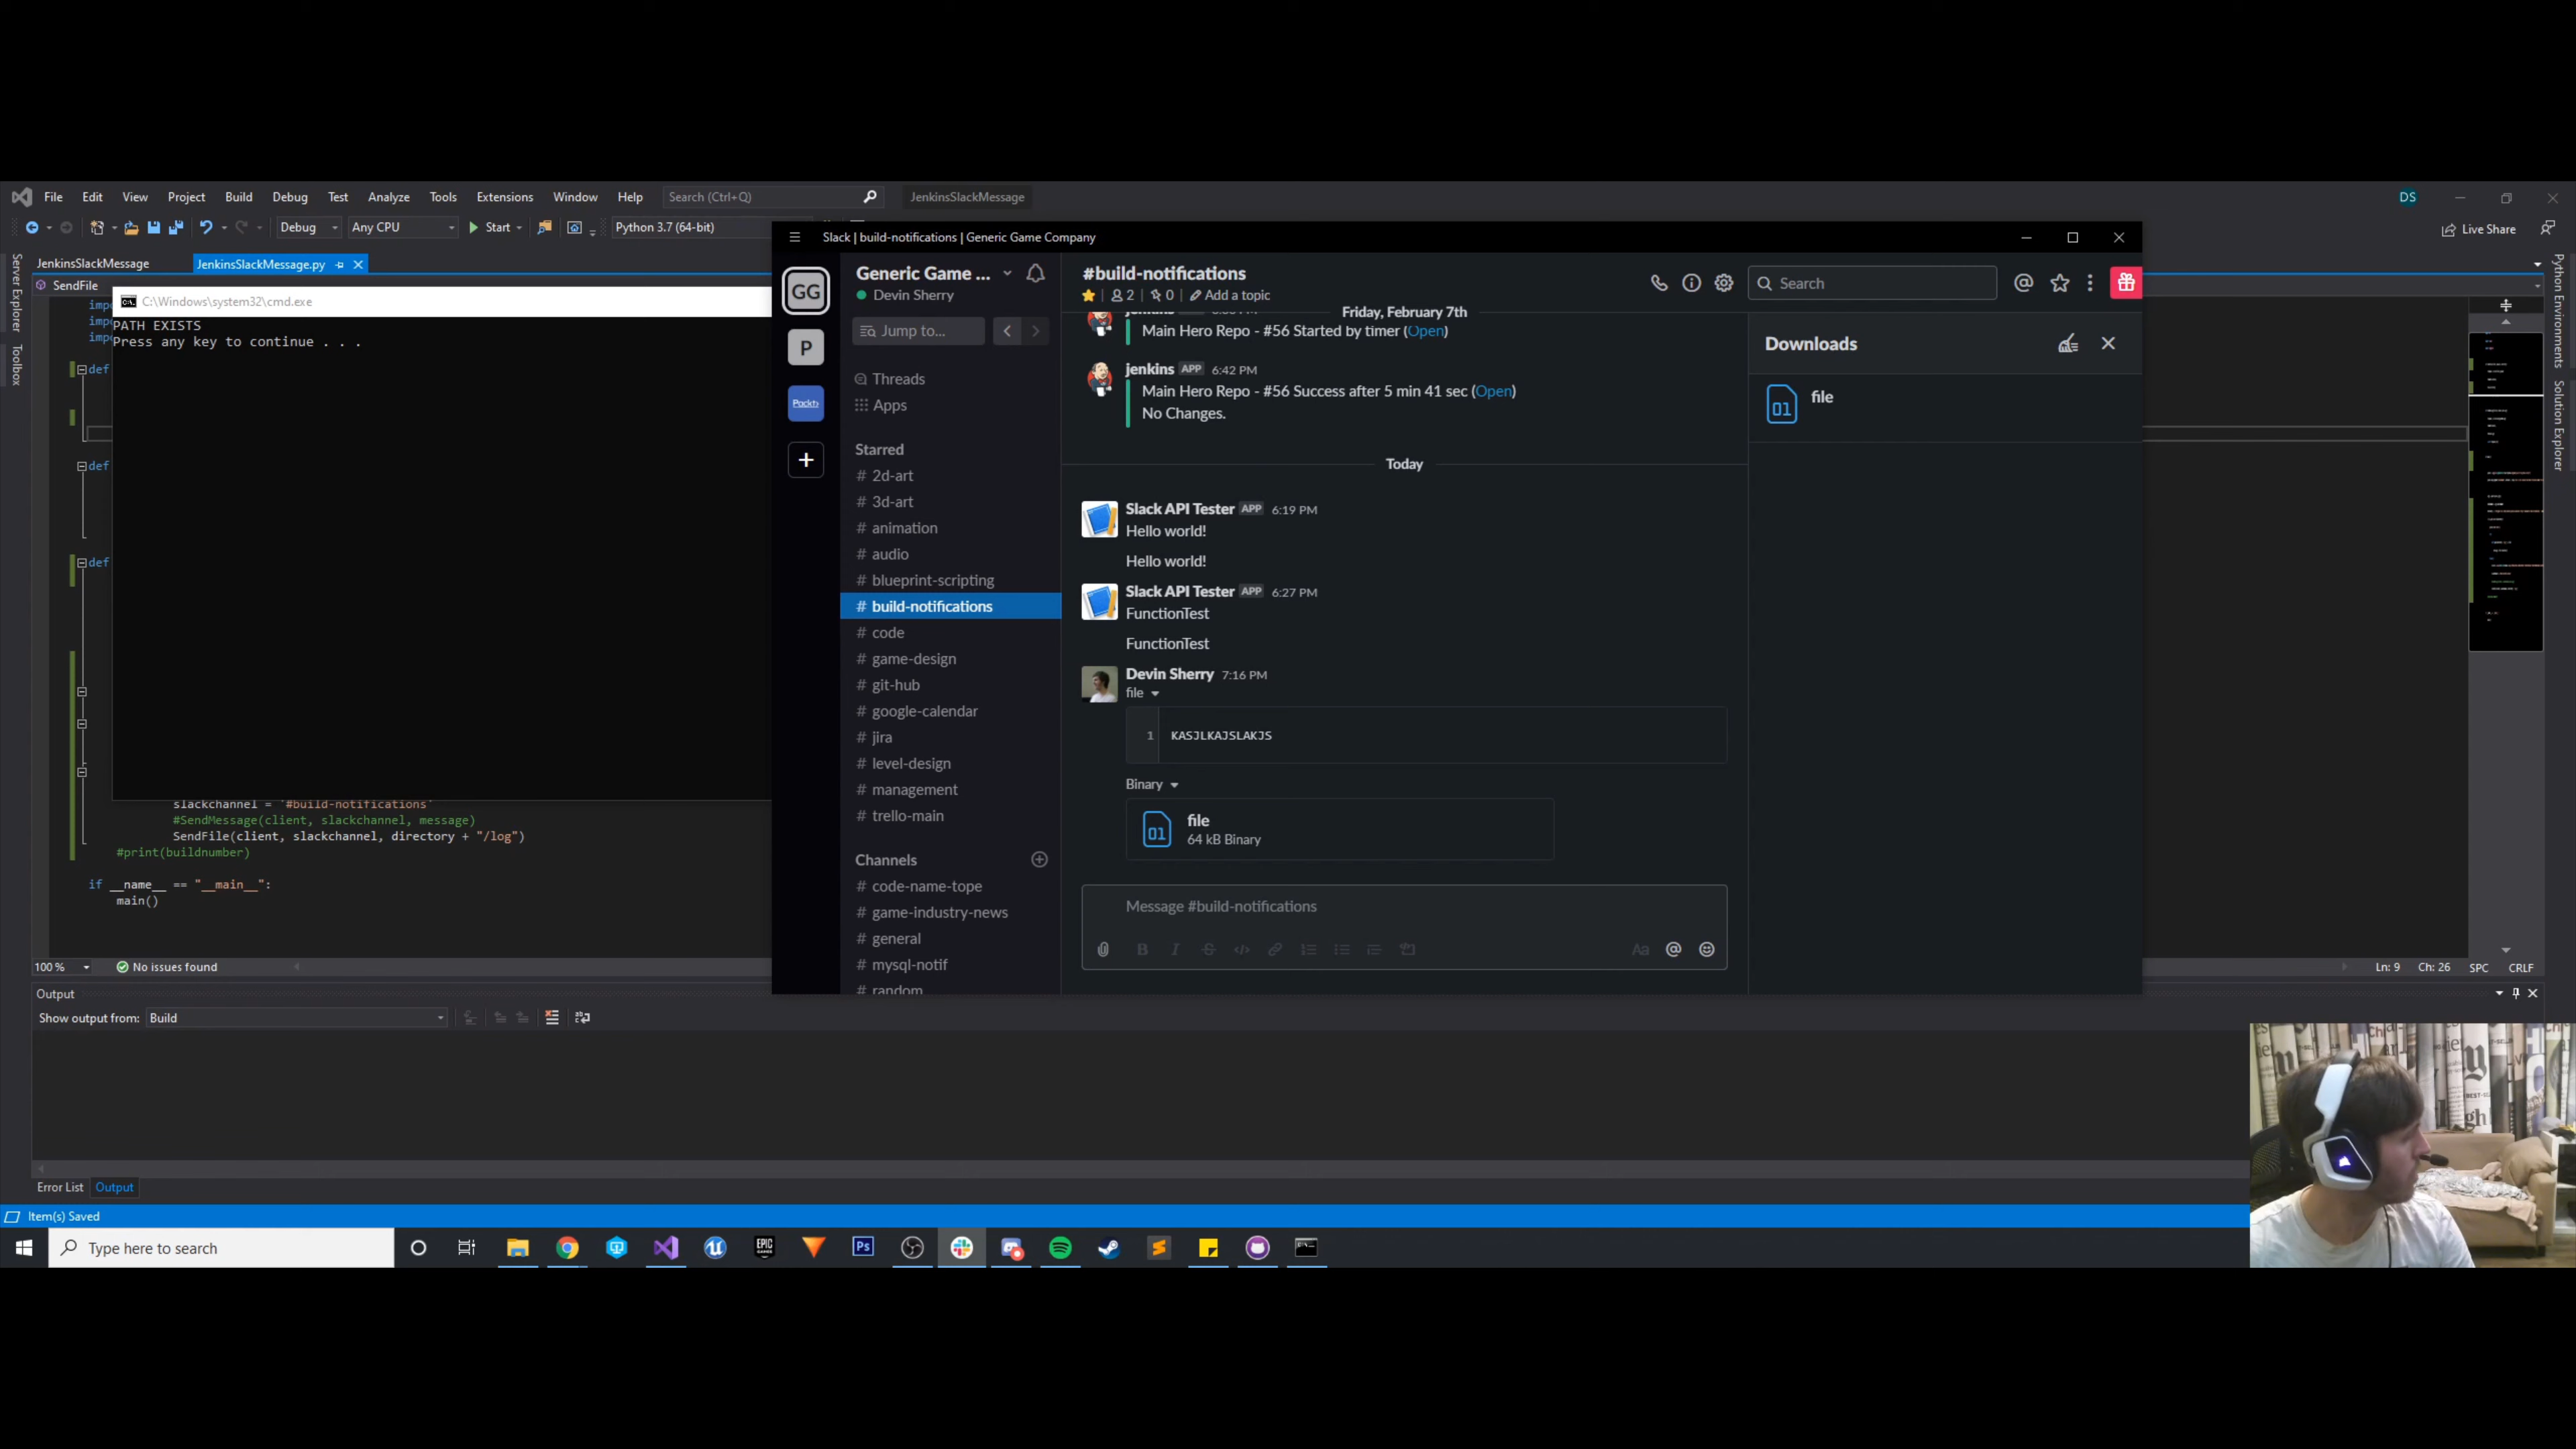 File Edit View Project Build Debug Test Analyze Tools Extensions Window Help Search (Ctrl+Q) JenkinsSlackMessage DS
Debug Any CPU Start Python 3.7 (64-bit) Live Share
JenkinsSlackMessage JenkinsSlackMessage.py
SendFile
Server Explorer
Toolbox
C:\Windows\system32\cmd.exe
PATH EXISTS
Press any key to continue . . .
def
def
def
slackchannel = '#build-notifications'
#SendMessage(client, slackchannel, message)
SendFile(client, slackchannel, directory + "/log")
#print(buildnumber)
if __name__ == "__main__":
main()
100 % No issues found
Ln: 9 Ch: 26 SPC CRLF
Output
Show output from: Build
Error List Output
Item(s) Saved
Type here to search
Python Environments
Solution Explorer
Slack | build-notifications | Generic Game Company
GG
P
Packt
Generic Game ...
Devin Sherry
Jump to...
Threads
Apps
Starred
# 2d-art
# 3d-art
# animation
# audio
# blueprint-scripting
# build-notifications
# code
# game-design
# git-hub
# google-calendar
# jira
# level-design
# management
# trello-main
Channels
# code-name-tope
# game-industry-news
# general
# mysql-notif
# random
#build-notifications
2 | 0 | Add a topic
Search
Friday, February 7th
Main Hero Repo - #56 Started by timer (Open)
jenkins APP 6:42 PM
Main Hero Repo - #56 Success after 5 min 41 sec (Open)
No Changes.
Today
Slack API Tester APP 6:19 PM
Hello world!
Hello world!
Slack API Tester APP 6:27 PM
FunctionTest
FunctionTest
Devin Sherry 7:16 PM
file
1 KASJLKAJSLAKJS
Binary
file
64 kB Binary
Message #build-notifications
Downloads
file